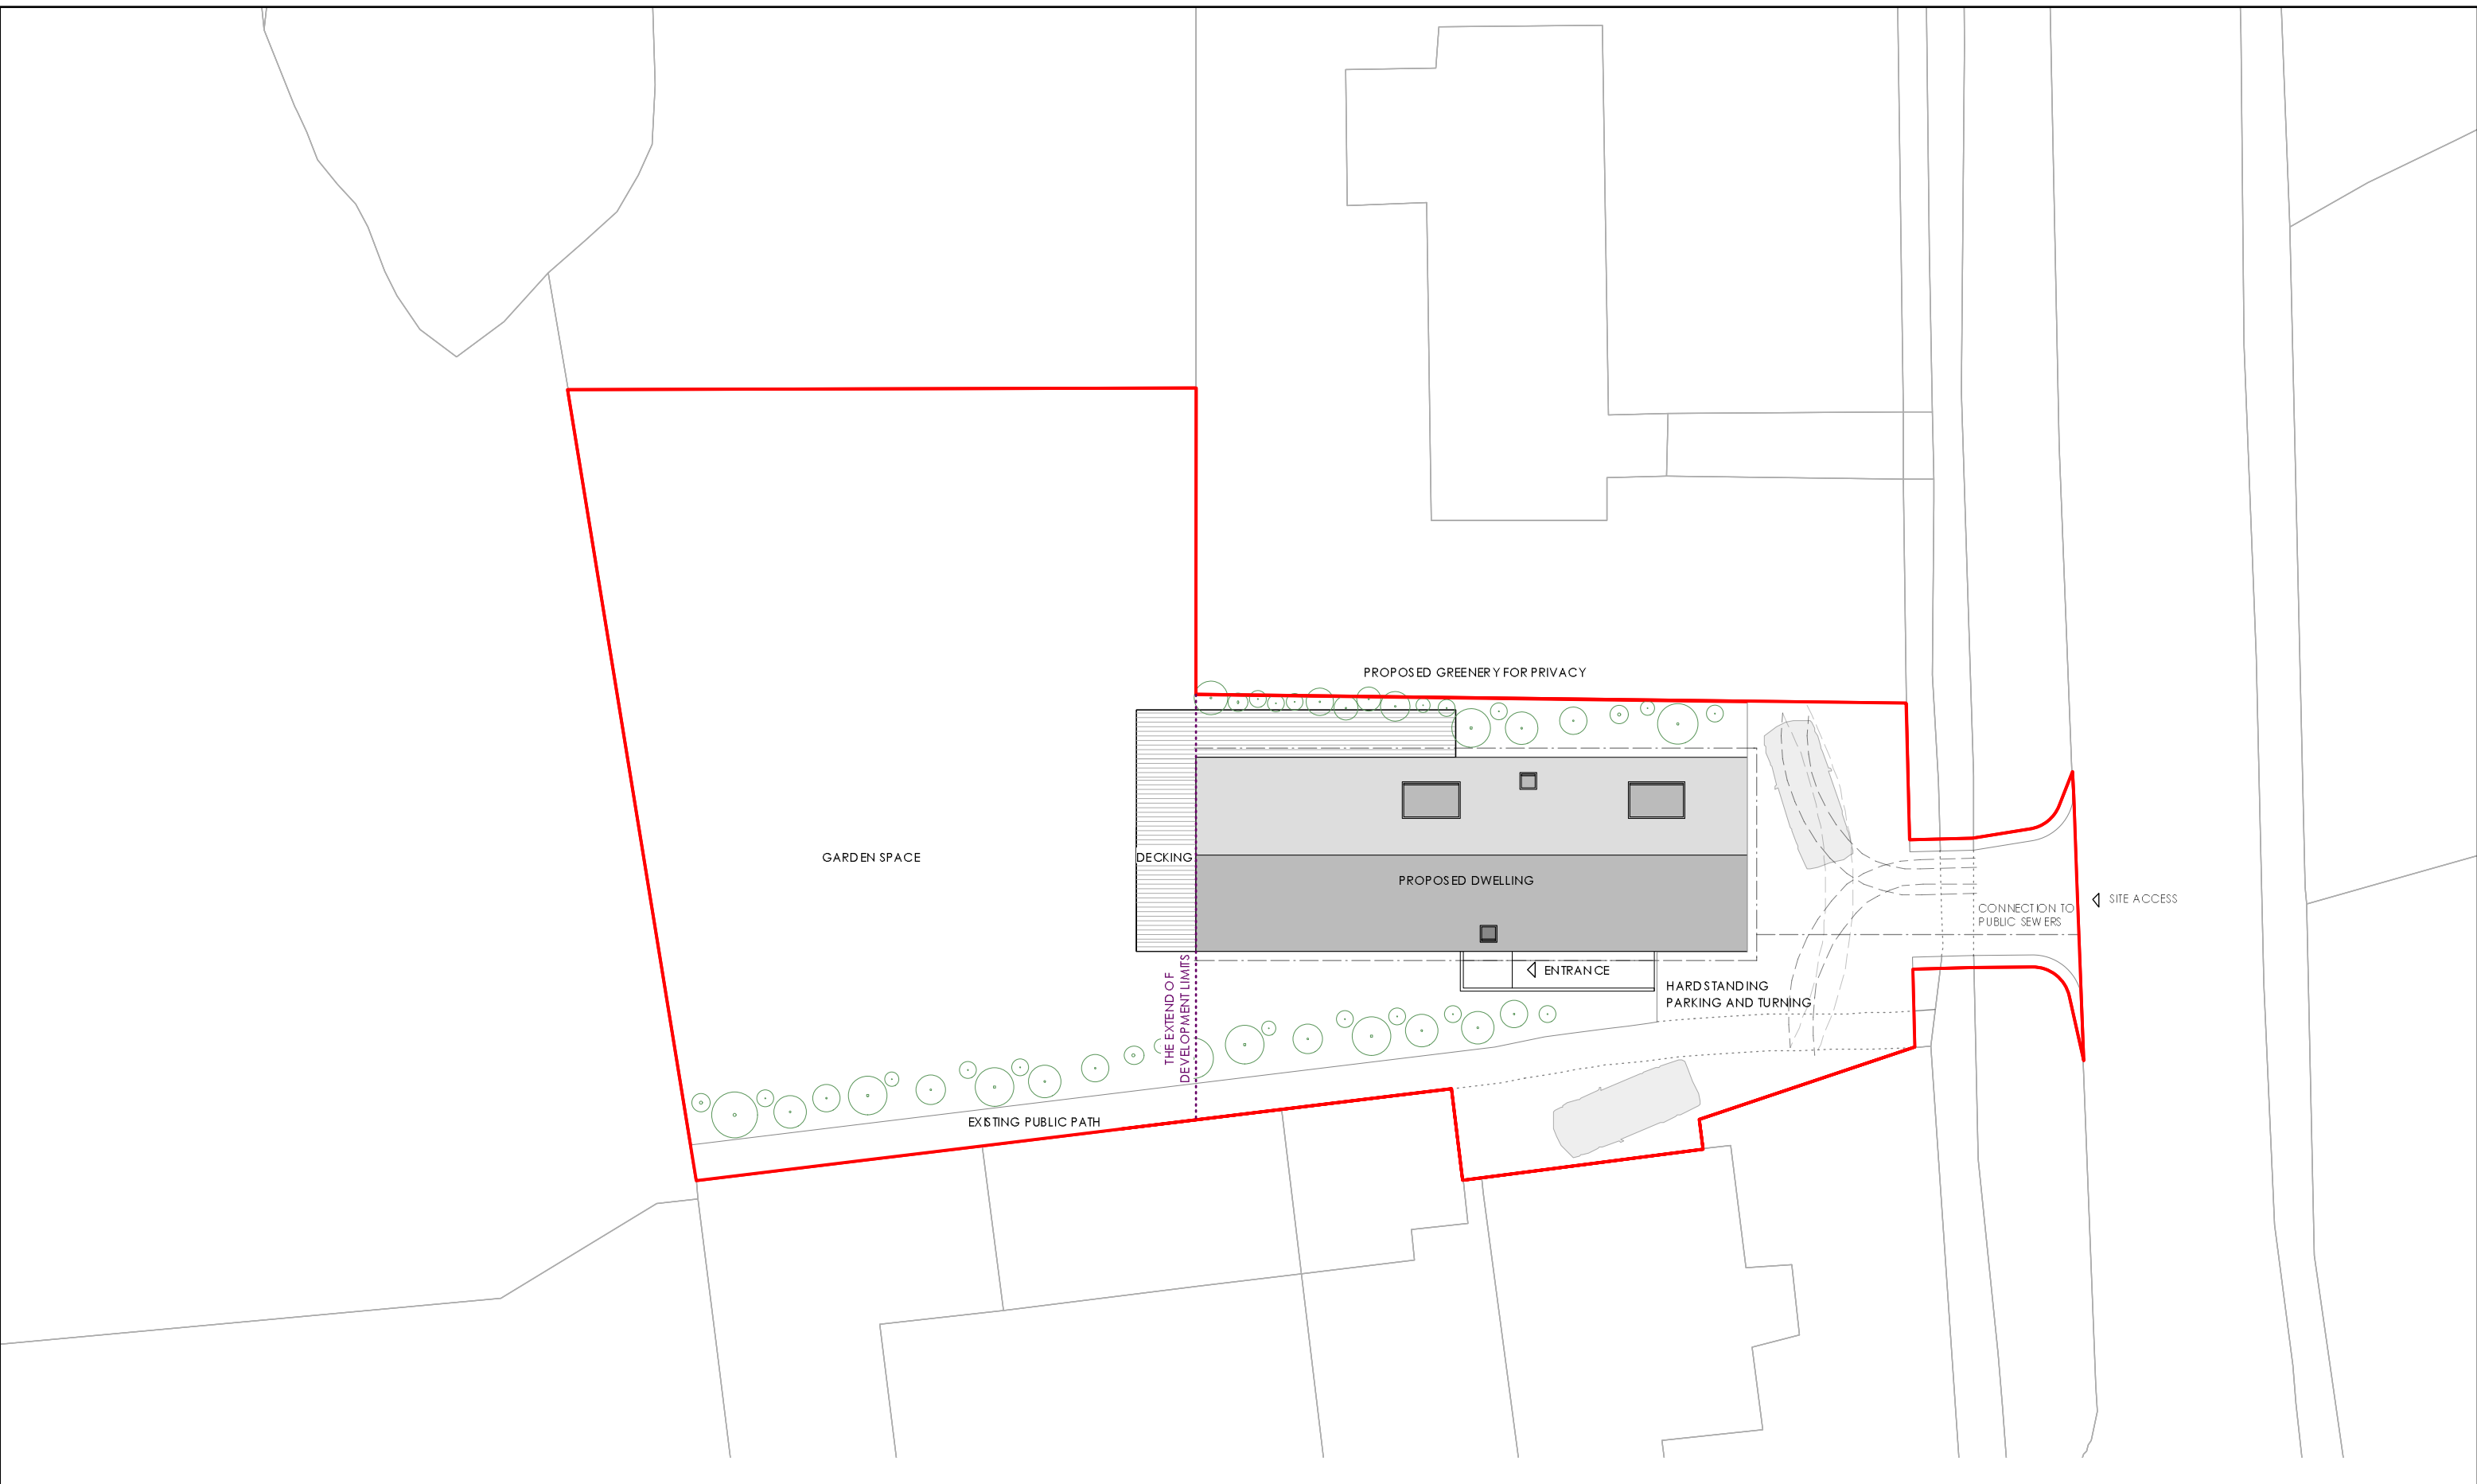 PROPOSED GREENERY FOR PRIVACY
GARDEN SPACE
DECKING
PROPOSED DWELLING
SITE ACCESS
CONNECTION TO
PUBLIC SEWERS
ENTRANCE
HARDSTANDING
PARKING AND TURNING
THE EXTEND OF
DEVELOPMENT LIMITS
EXISTING PUBLIC PATH